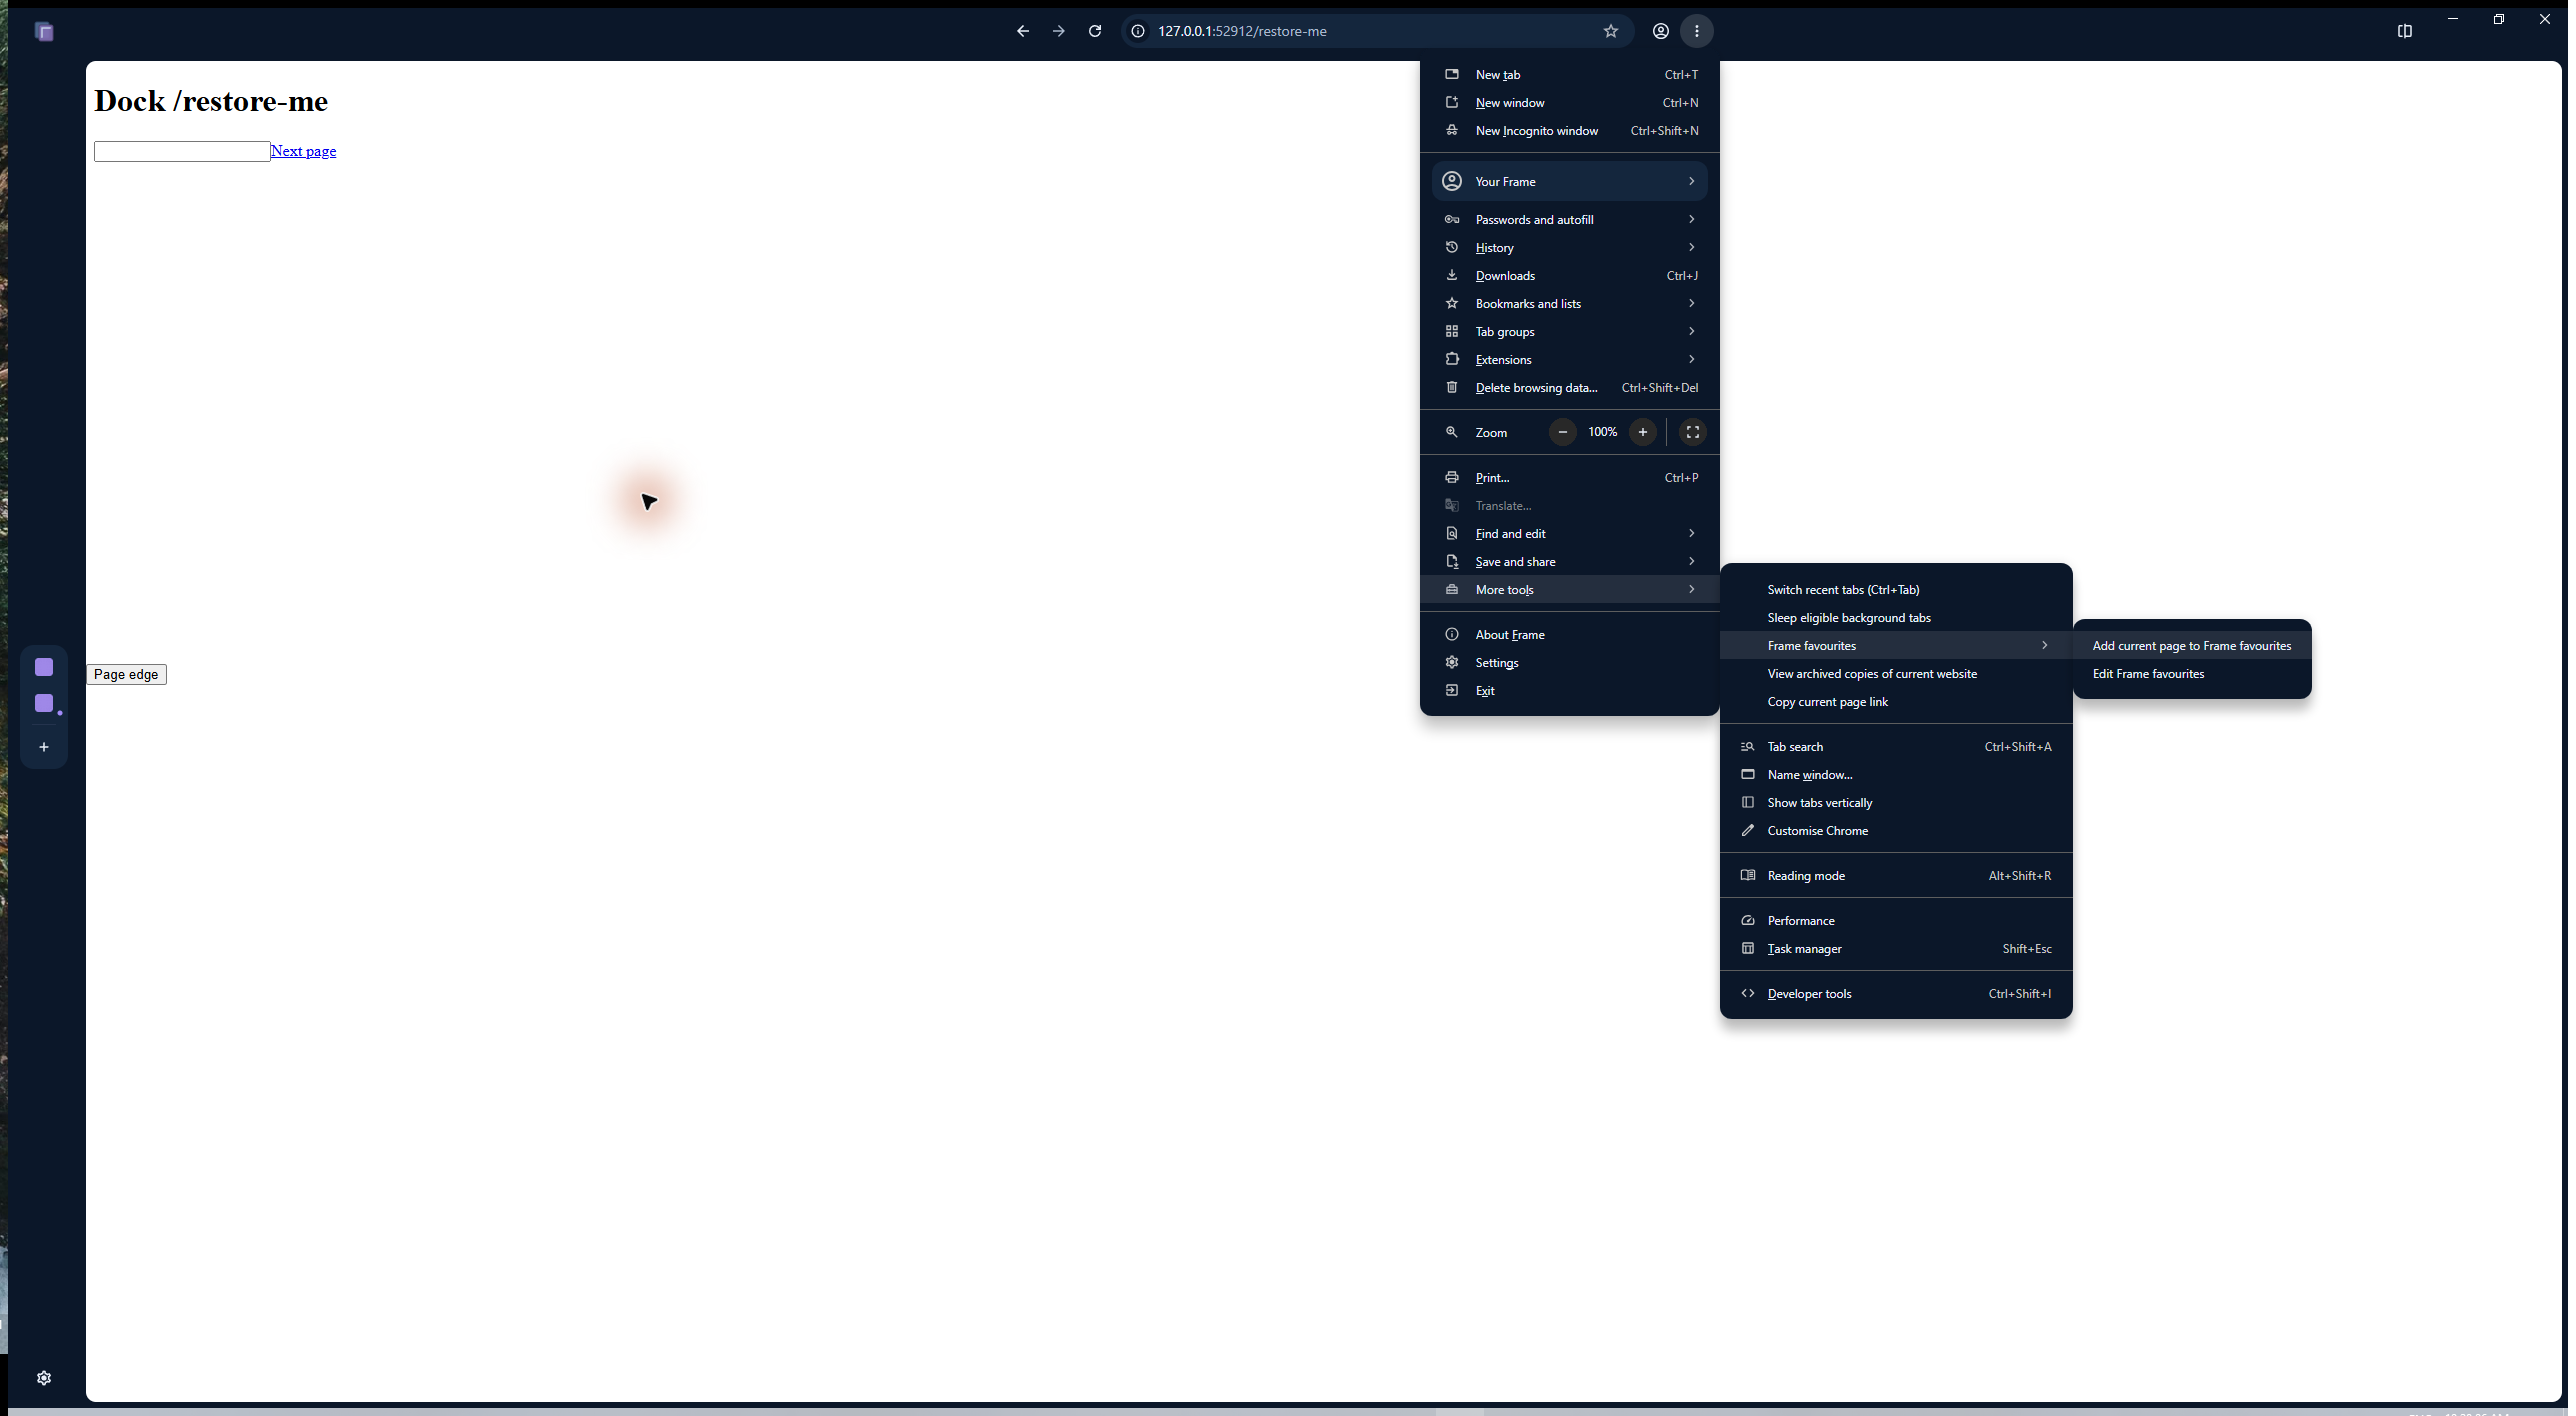 127.0.0.1:52912/restore-me
Dock /restore-me
Next page
Page edge
New tab Ctrl+T
New window Ctrl+N
New Incognito window Ctrl+Shift+N
Your Frame
Passwords and autofill
History
Downloads Ctrl+J
Bookmarks and lists
Tab groups
Extensions
Delete browsing data... Ctrl+Shift+Del
Zoom 100%
Print... Ctrl+P
Translate...
Find and edit
Save and share
More tools
About Frame
Settings
Exit
Switch recent tabs (Ctrl+Tab)
Sleep eligible background tabs
Frame favourites
View archived copies of current website
Copy current page link
Tab search Ctrl+Shift+A
Name window...
Show tabs vertically
Customise Chrome
Reading mode Alt+Shift+R
Performance
Task manager Shift+Esc
Developer tools Ctrl+Shift+I
Add current page to Frame favourites
Edit Frame favourites